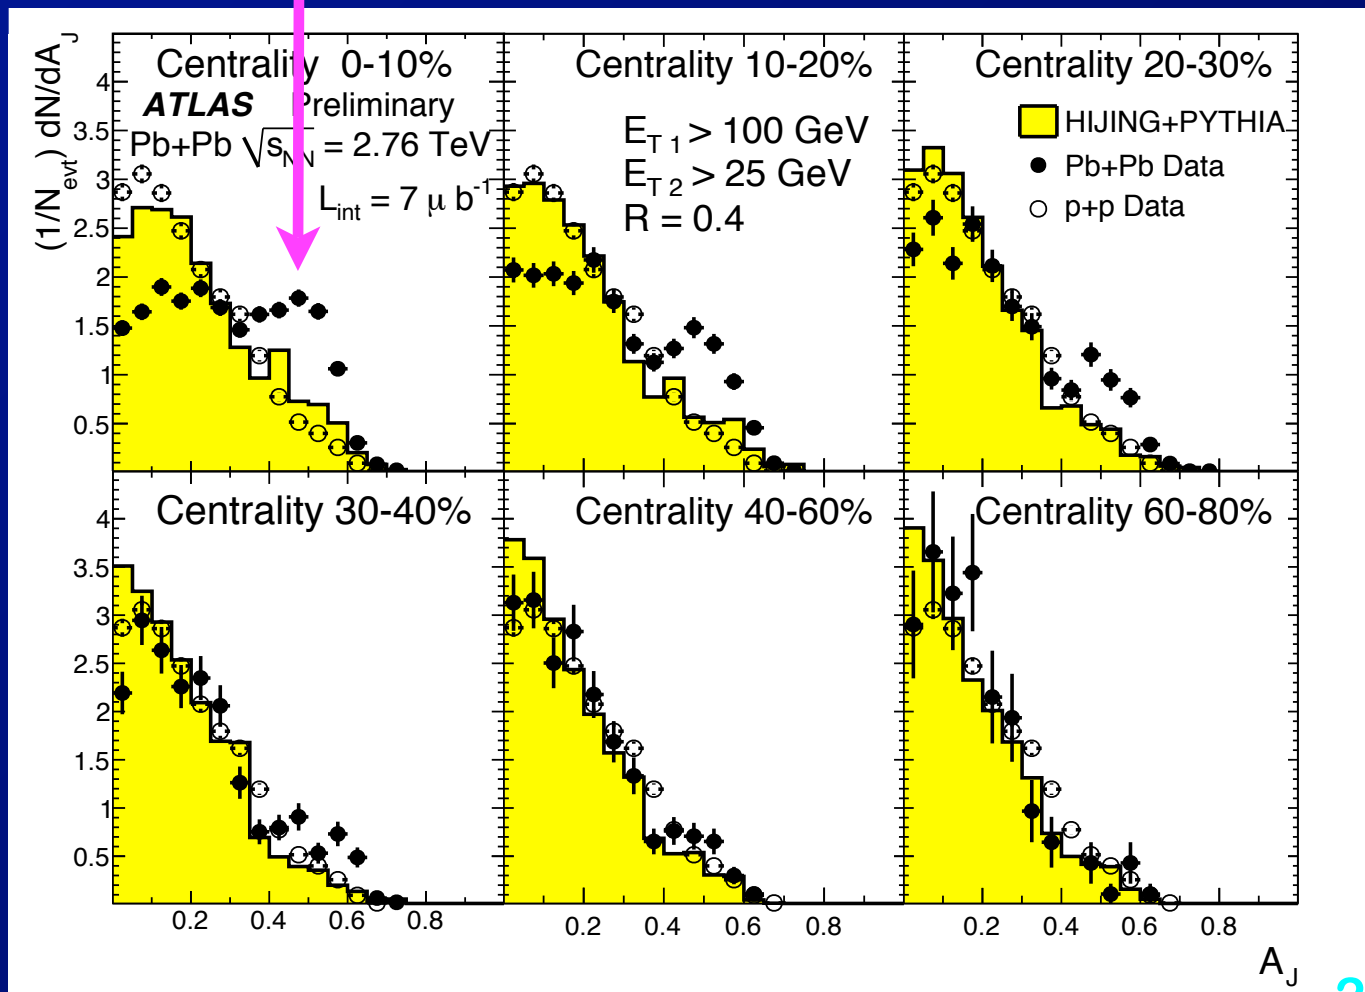 (1/N_evt) dN/dA_J
Centrality 0-10%
ATLAS Preliminary
Pb+Pb √s_NN = 2.76 TeV
L_int = 7 μ b⁻¹
Centrality 10-20%
E_T 1 > 100 GeV
E_T 2 > 25 GeV
R = 0.4
Centrality 20-30%
HIJING+PYTHIA
Pb+Pb Data
p+p Data
4
3.5
3
2.5
2
1.5
1
0.5
Centrality 30-40%
Centrality 40-60%
Centrality 60-80%
4
3.5
3
2.5
2
1.5
1
0.5
0.2 0.4 0.6 0.8
0.2 0.4 0.6 0.8
0.2 0.4 0.6 0.8
A_J